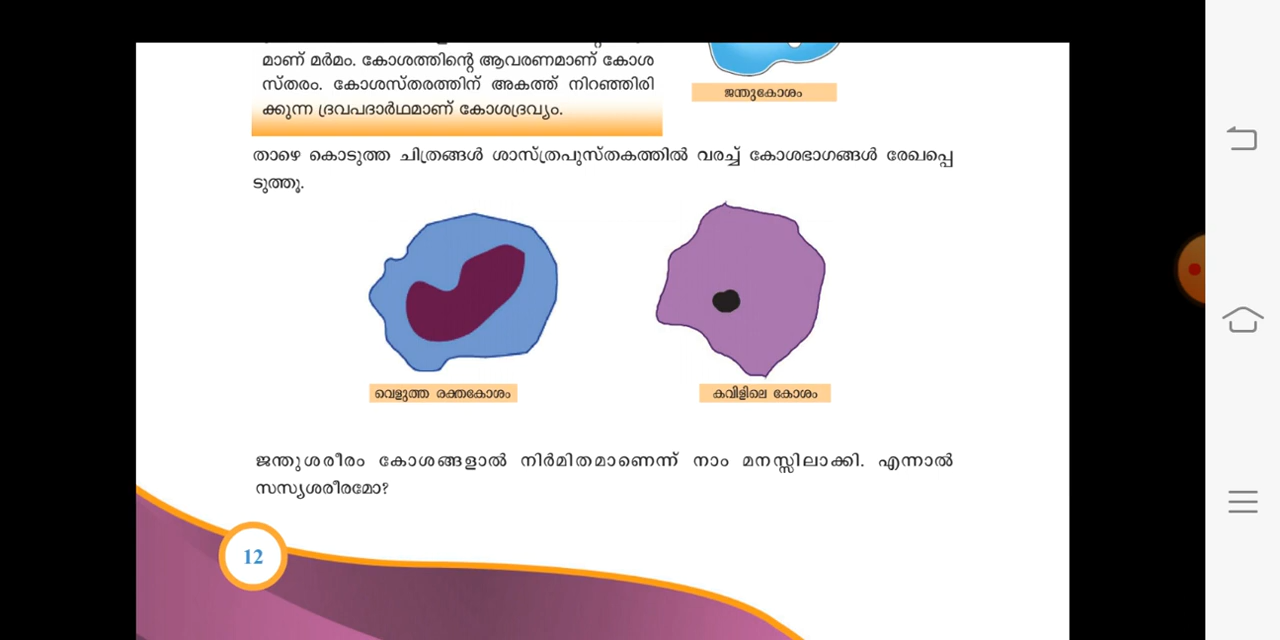 മാണ് മർമം. കോശത്തിന്റെ ആവരണമാണ് കോശ
സ്തരം. കോശസ്തരത്തിന് അകത്ത് നിറഞ്ഞിരി
ക്കുന്ന ദ്രവപദാർഥമാണ് കോശദ്രവ്യം.
ജന്തുകോശം
താഴെ കൊടുത്ത ചിത്രങ്ങൾ ശാസ്ത്രപുസ്തകത്തിൽ വരച്ച് കോശഭാഗങ്ങൾ രേഖപ്പെ
ടുത്തൂ.
വെളുത്ത രക്തകോശം
കവിളിലെ കോശം
ജന്തുശരീരം കോശങ്ങളാൽ നിർമിതമാണെന്ന് നാം മനസ്സിലാക്കി. എന്നാൽ
സസ്യശരീരമോ?
12